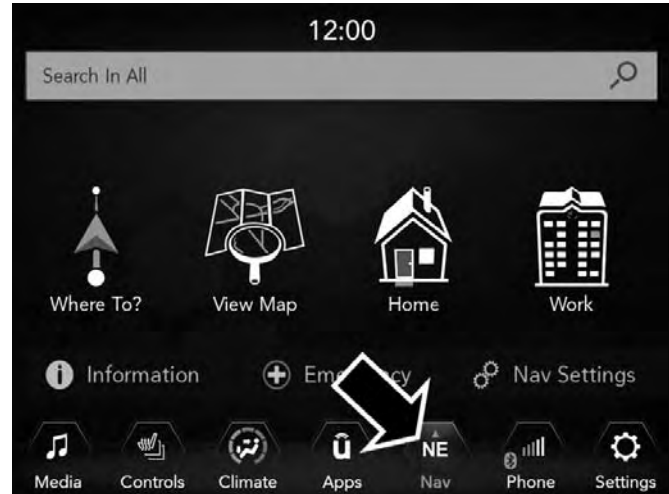 12:00
Search In All
Where To? View Map Home Work
Information Emergency Nav Settings
û NE
Media Controls Climate Apps Nav Phone Settings